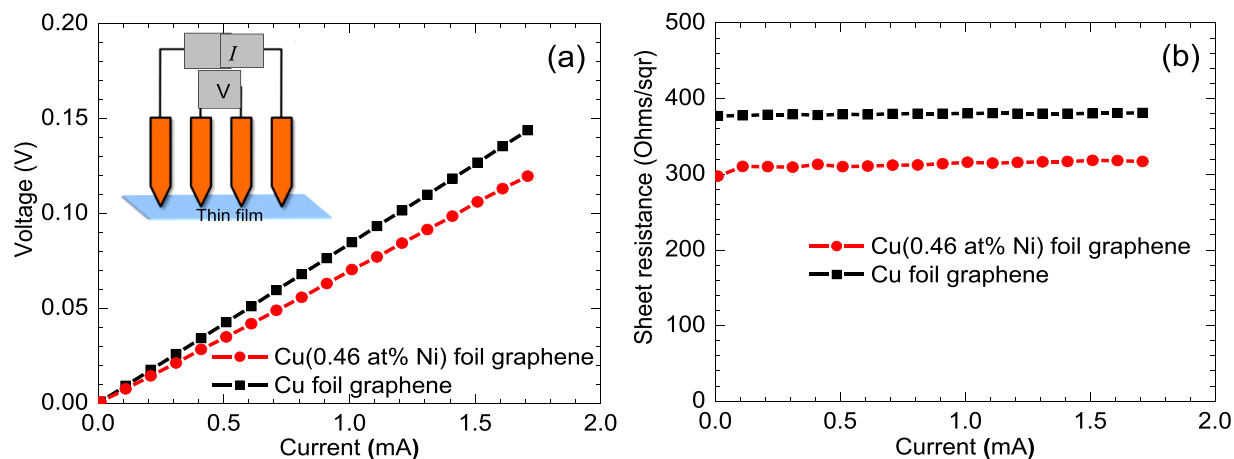 (a)
Voltage (V)
0.20
0.15
0.10
0.05
0.00
I
V
Thin film
Cu(0.46 at% Ni) foil graphene
Cu foil graphene
0.0 0.5 1.0 1.5 2.0
Current (mA)
(b)
Sheet resistance (Ohms/sqr)
500
400
300
200
100
0
Cu(0.46 at% Ni) foil graphene
Cu foil graphene
0.0 0.5 1.0 1.5 2.0
Current (mA)